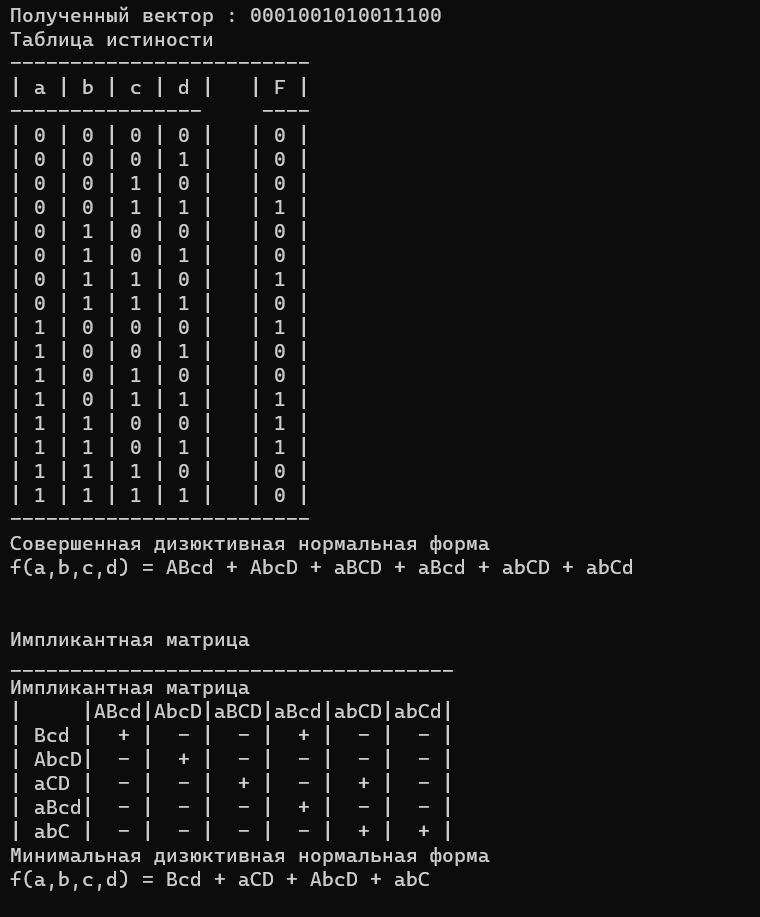 Полученный вектор : 0001001010011100
Таблица истиности
-------------------------
| a | b | c | d |   | F |
----------------     ----
| 0 | 0 | 0 | 0 |   | 0 |
| 0 | 0 | 0 | 1 |   | 0 |
| 0 | 0 | 1 | 0 |   | 0 |
| 0 | 0 | 1 | 1 |   | 1 |
| 0 | 1 | 0 | 0 |   | 0 |
| 0 | 1 | 0 | 1 |   | 0 |
| 0 | 1 | 1 | 0 |   | 1 |
| 0 | 1 | 1 | 1 |   | 0 |
| 1 | 0 | 0 | 0 |   | 1 |
| 1 | 0 | 0 | 1 |   | 0 |
| 1 | 0 | 1 | 0 |   | 0 |
| 1 | 0 | 1 | 1 |   | 1 |
| 1 | 1 | 0 | 0 |   | 1 |
| 1 | 1 | 0 | 1 |   | 1 |
| 1 | 1 | 1 | 0 |   | 0 |
| 1 | 1 | 1 | 1 |   | 0 |
-------------------------
Совершенная дизюктивная нормальная форма
f(a,b,c,d) = ABcd + AbcD + aBCD + aBcd + abCD + abCd
Импликантная матрица
_____________________________________
Импликантная матрица
|     |ABcd|AbcD|aBCD|aBcd|abCD|abCd|
| Bcd |  + |  - |  - |  + |  - |  - |
| AbcD|  - |  + |  - |  - |  - |  - |
| aCD |  - |  - |  + |  - |  + |  - |
| aBcd|  - |  - |  - |  + |  - |  - |
| abC |  - |  - |  - |  - |  + |  + |
Минимальная дизюктивная нормальная форма
f(a,b,c,d) = Bcd + aCD + AbcD + abC